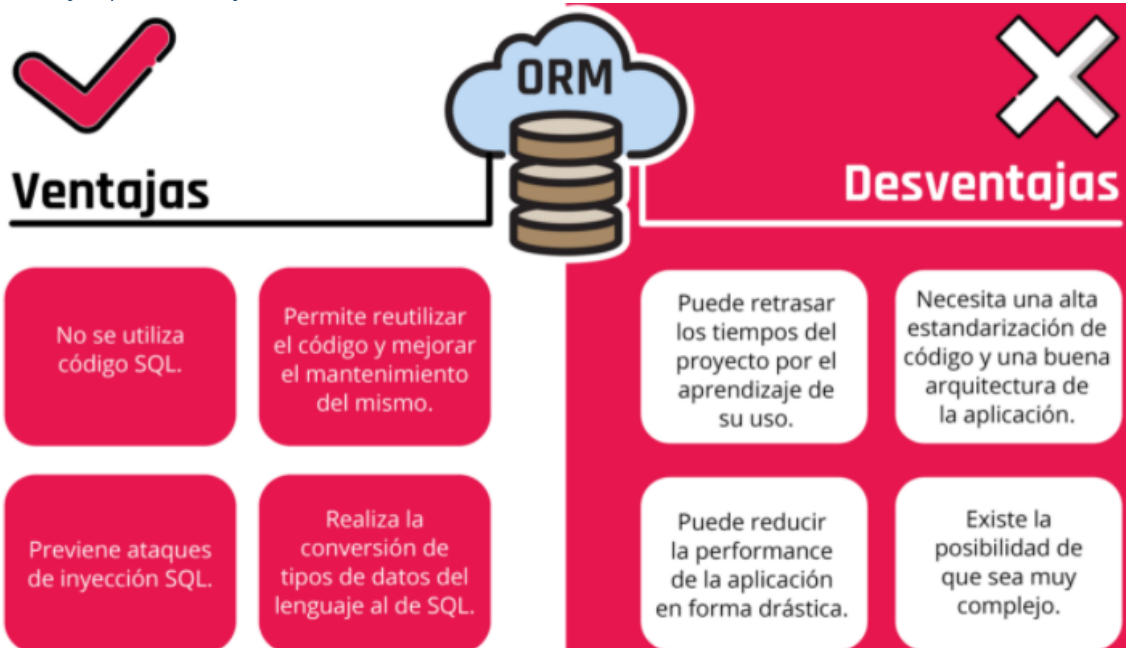 ORM
Ventajas
No se utiliza
código SQL.
Permite reutilizar
el código y mejorar
el mantenimiento
del mismo.
Previene ataques
de inyección SQL.
Realiza la
conversión de
tipos de datos del
lenguaje al de SQL.
Desventajas
Puede retrasar
los tiempos del
proyecto por el
aprendizaje de
su uso.
Necesita una alta
estandarización de
código y una buena
arquitectura de
la aplicación.
Puede reducir
la performance
de la aplicación
en forma drástica.
Existe la
posibilidad de
que sea muy
complejo.